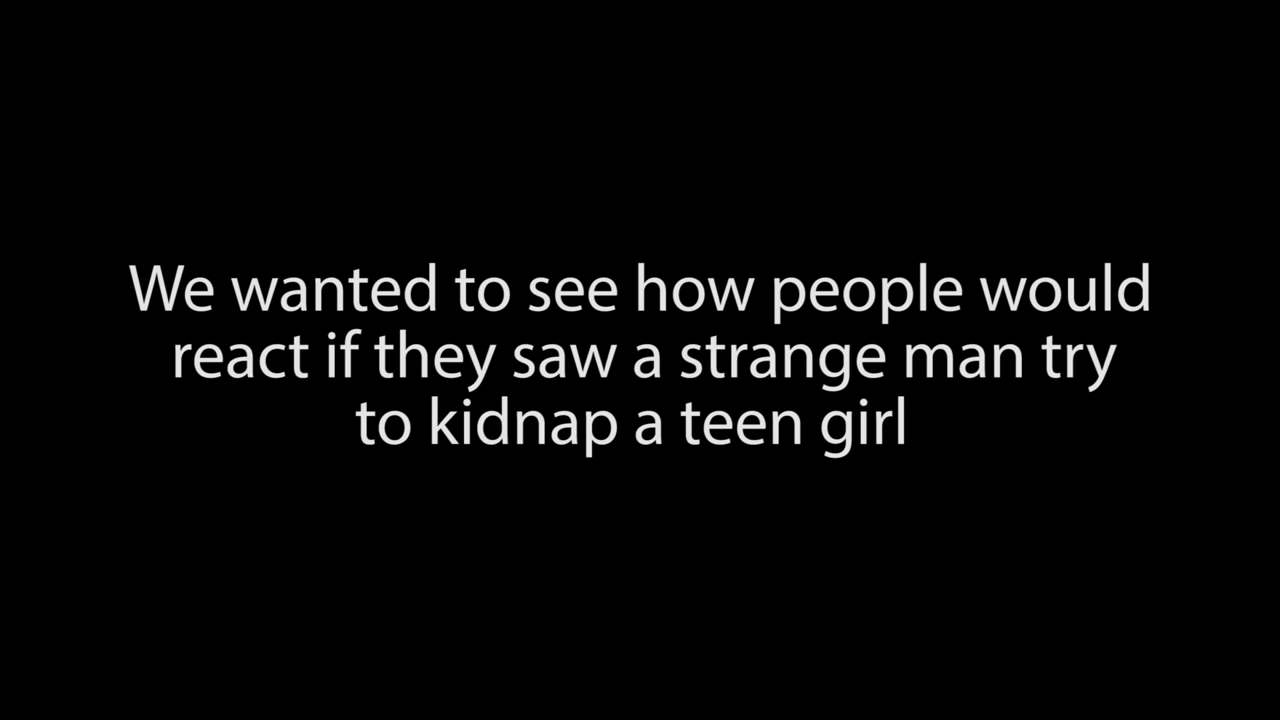 We wanted to see how people would
react if they saw a strange man try
to kidnap a teen girl